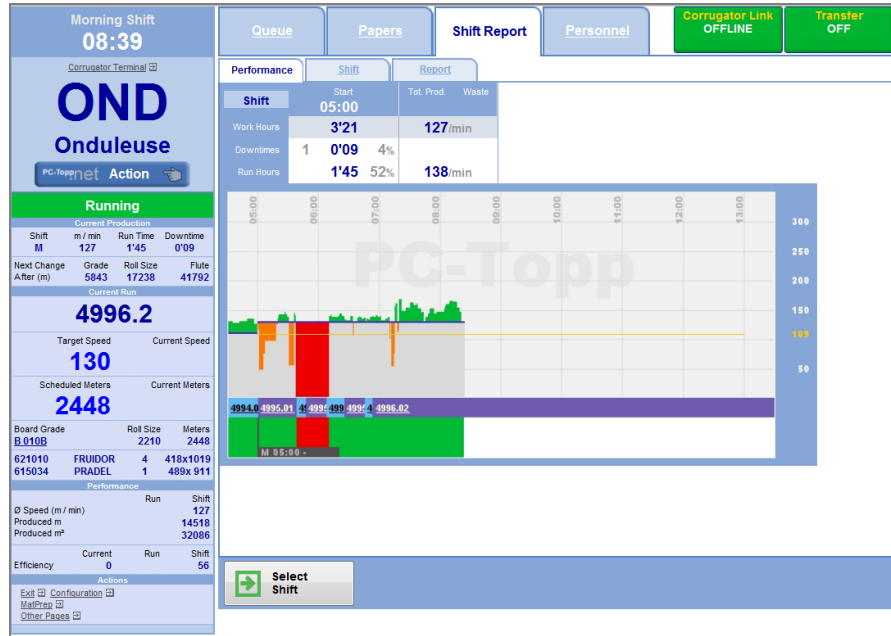 Morning Shift
08:39
Corrugator Terminal
OND
Onduleuse
PC-Topp.net Action
Running
Current Production
Shift m / min Run Time Downtime
M 127 1'45 0'09
Next Change Grade Roll Size Flute
After (m) 5843 17238 41792
Current Run
4996.2
Target Speed Current Speed
130
Scheduled Meters Current Meters
2448
Board Grade Roll Size Meters
B 010B 2210 2448
621010 FRUIDOR 4 418x1019
615034 PRADEL 1 489x 911
Performance
Run Shift
Ø Speed (m / min) 127
Produced m 14518
Produced m² 32086
Current Run Shift
Efficiency 0 56
Actions
Exit Configuration
MatPrep
Other Pages
Queue Papers Shift Report Personnel
Corrugator Link
OFFLINE
Transfer
OFF
Performance Shift Report
Shift Start Tot. Prod. Waste
05:00
Work Hours 3'21 127/min
Downtimes 1 0'09 4%
Run Hours 1'45 52% 138/min
05:00 06:00 07:00 08:00 09:00 10:00 11:00 12:00 13:00
PC-Topp
300
250
200
150
109
50
4994.0 4995.01 499 4 4996.02
M 05:00 -
Select
Shift